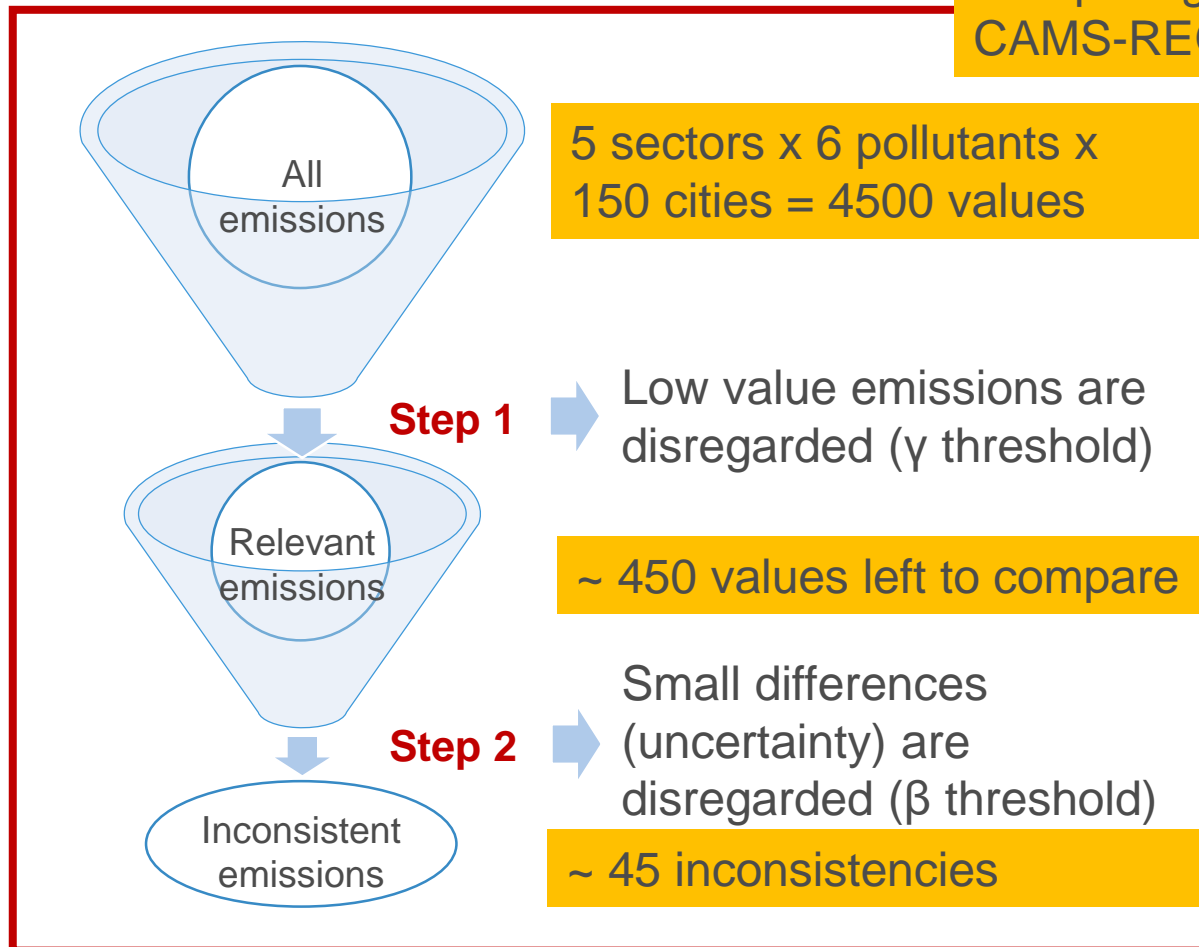 CAMS-REG
5 sectors x 6 pollutants x
150 cities = 4500 values
All
emissions
Step 1
Low value emissions are
disregarded (γ threshold)
Relevant
emissions
~ 450 values left to compare
Step 2
Small differences
(uncertainty) are
disregarded (β threshold)
Inconsistent
emissions
~ 45 inconsistencies